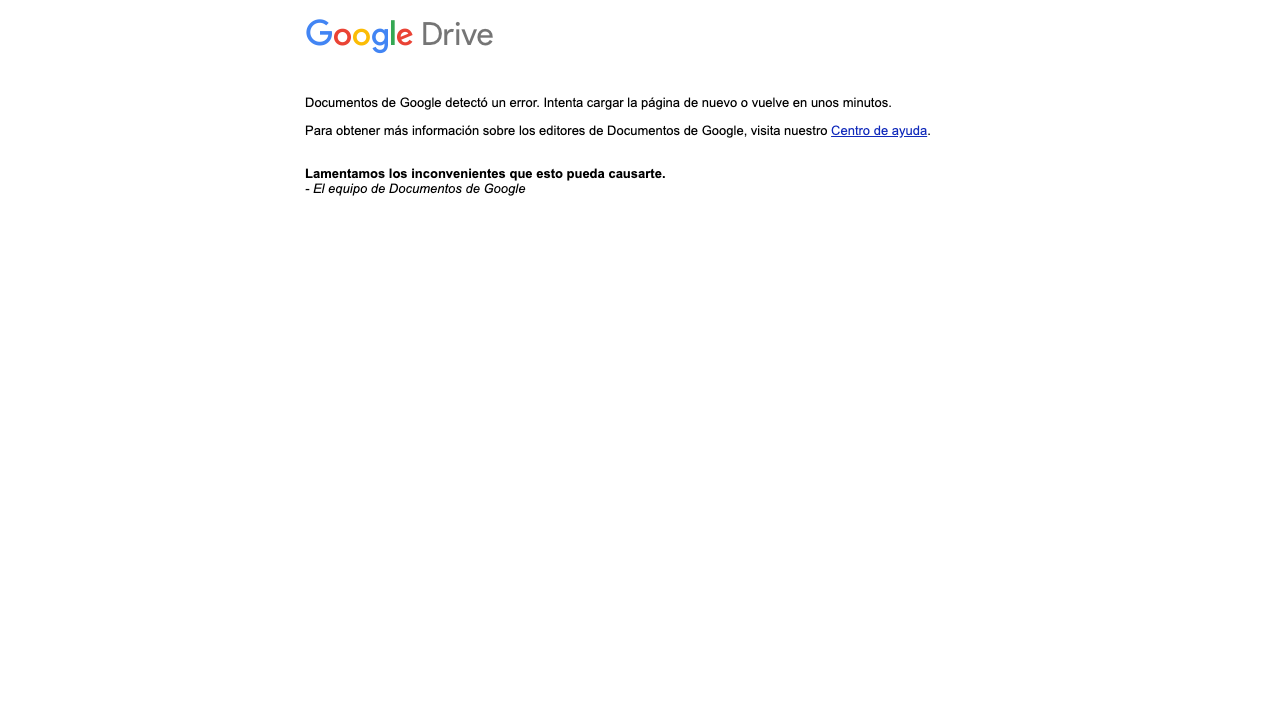 Google Drive
Documentos de Google detectó un error. Intenta cargar la página de nuevo o vuelve en unos minutos.
Para obtener más información sobre los editores de Documentos de Google, visita nuestro Centro de ayuda.
Lamentamos los inconvenientes que esto pueda causarte.
- El equipo de Documentos de Google